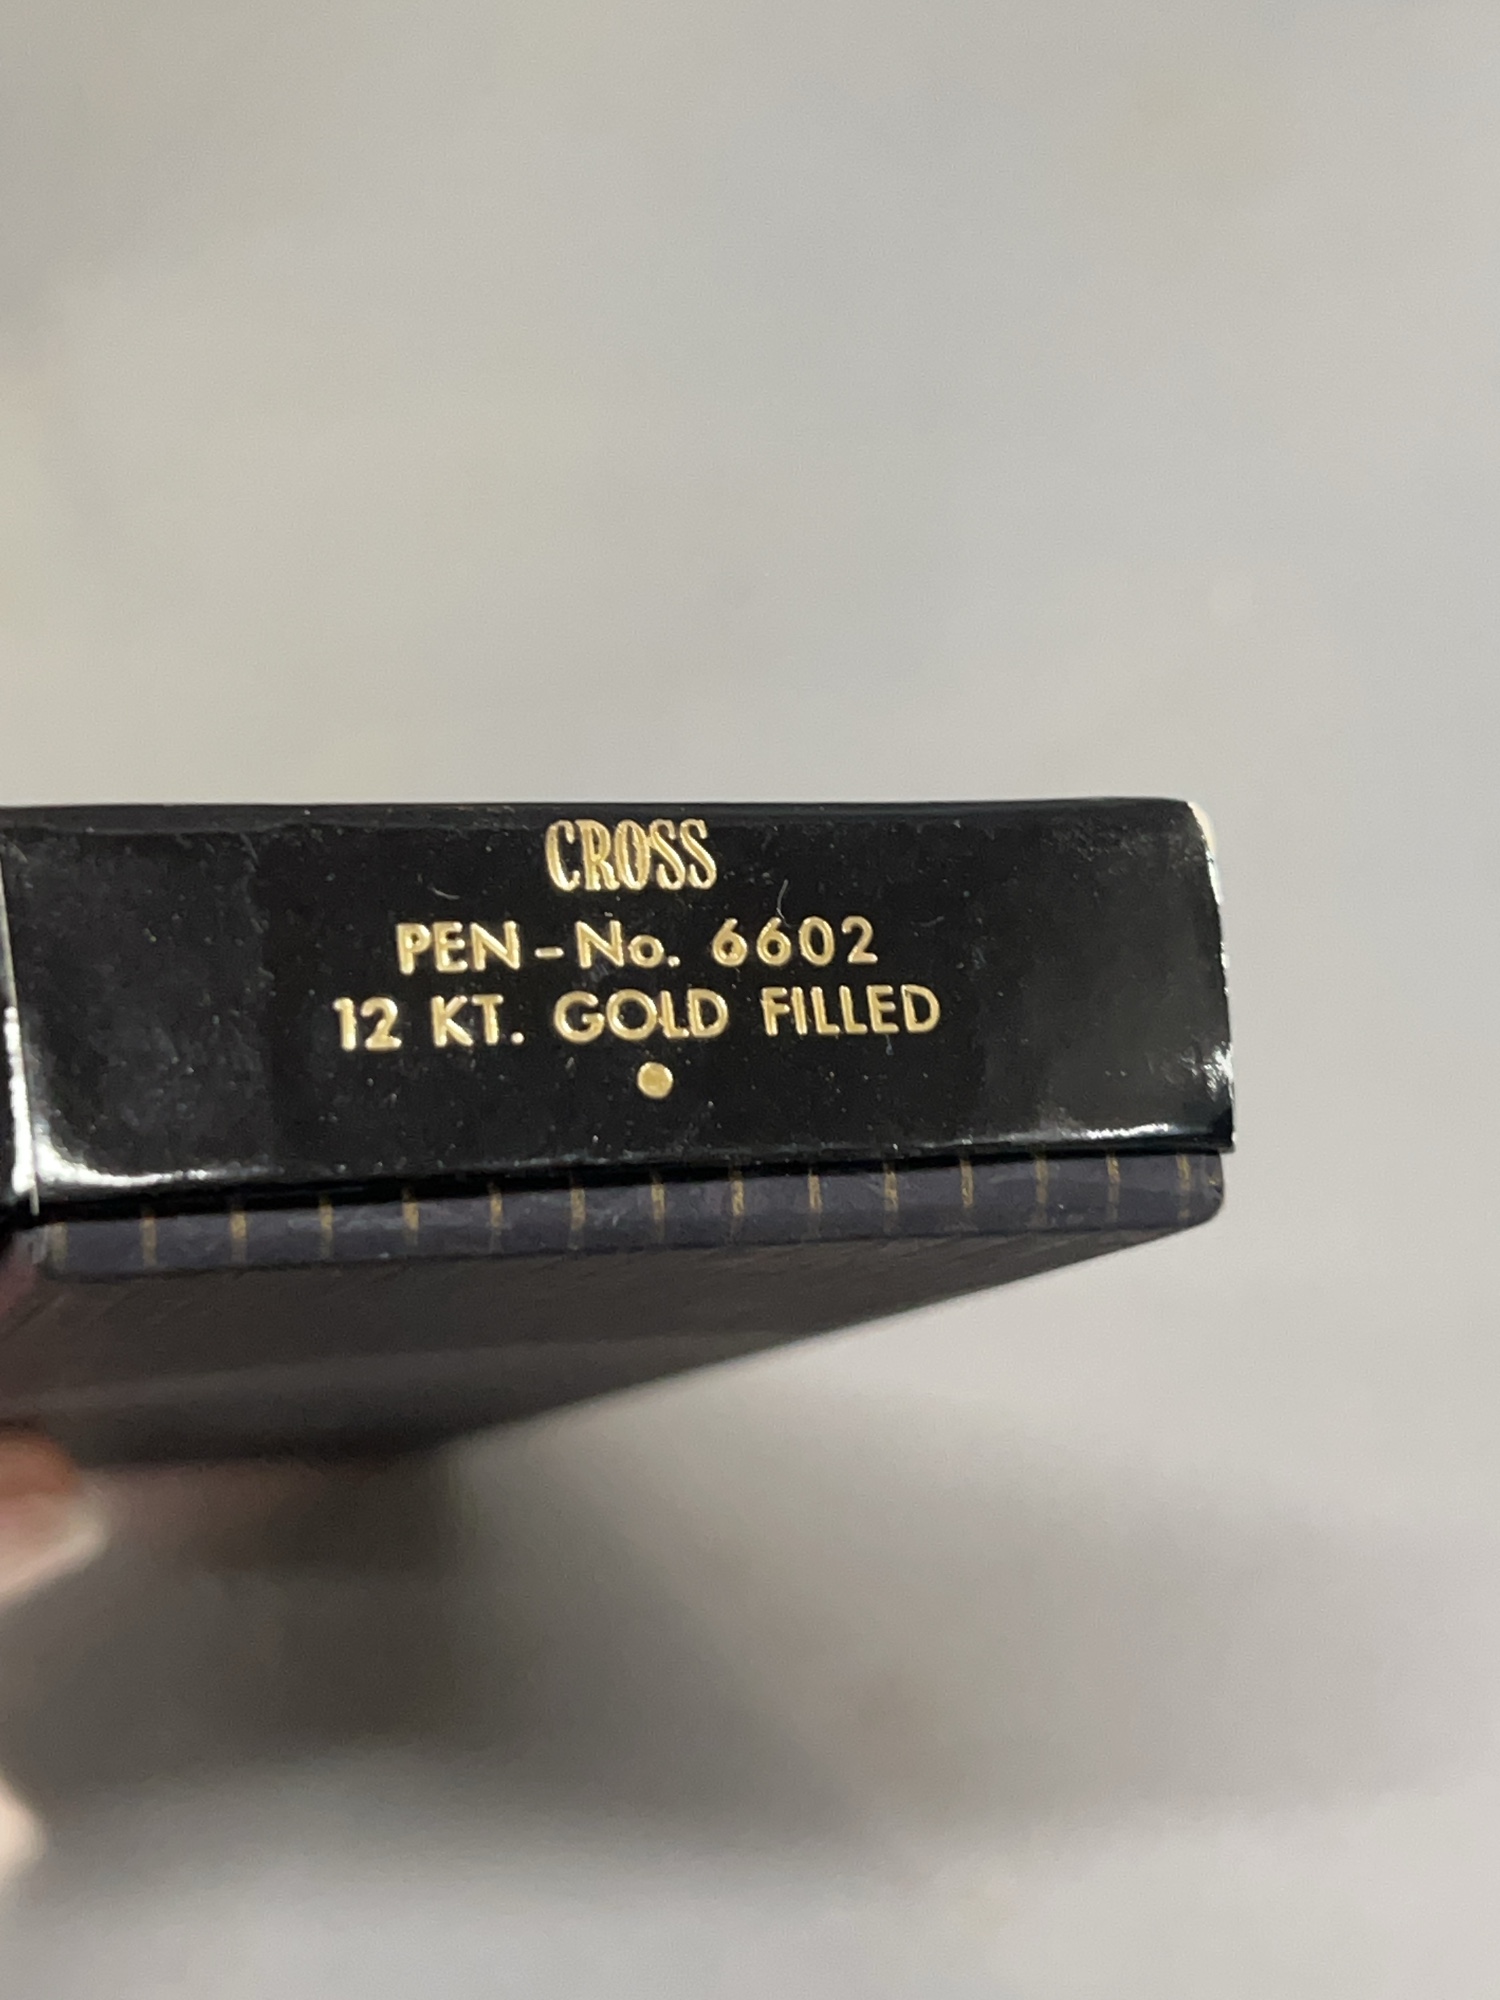 CROSS
PEN-No. 6602
12 KT. GOLD FILLED